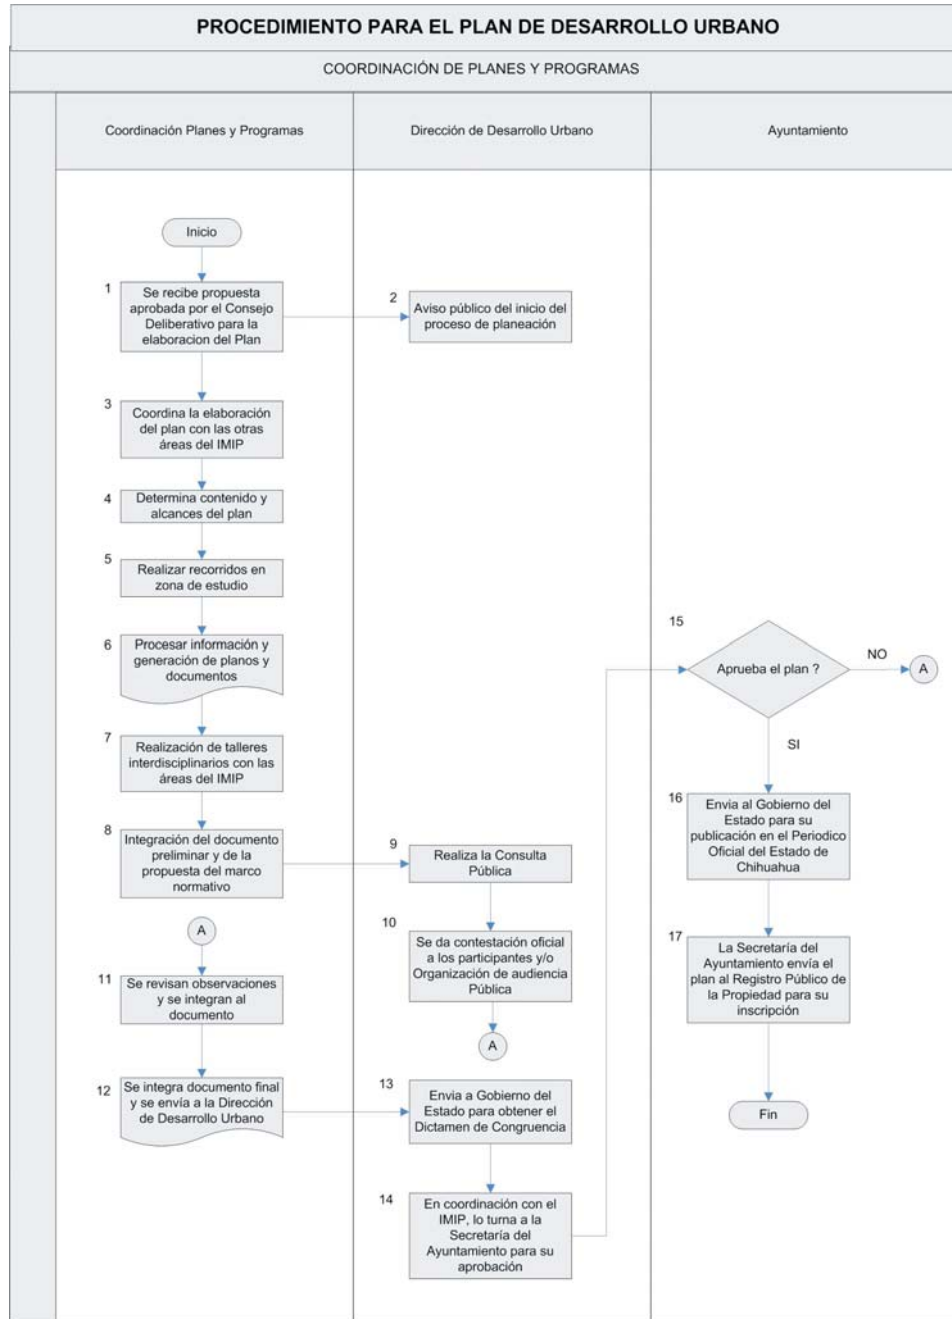 PROCEDIMIENTO PARA EL PLAN DE DESARROLLO URBANO
COORDINACIÓN DE PLANES Y PROGRAMAS
Coordinación Planes y Programas
Dirección de Desarrollo Urbano
Ayuntamiento
Inicio
1
Se recibe propuesta
aprobada por el Consejo
Deliberativo para la
elaboracion del Plan
2
Aviso público del inicio del
proceso de planeación
3
Coordina la elaboración
del plan con las otras
áreas del IMIP
4
Determina contenido y
alcances del plan
5
Realizar recorridos en
zona de estudio
6
Procesar información y
generación de planos y
documentos
7
Realización de talleres
interdisciplinarios con las
áreas del IMIP
8
Integración del documento
preliminar y de la
propuesta del marco
normativo
9
Realiza la Consulta
Pública
10
Se da contestación oficial
a los participantes y/o
Organización de audiencia
Pública
A
A
11
Se revisan observaciones
y se integran al
documento
12
Se integra documento final
y se envía a la Dirección
de Desarrollo Urbano
13
Envia a Gobierno del
Estado para obtener el
Dictamen de Congruencia
14
En coordinación con el
IMIP, lo turna a la
Secretaría del
Ayuntamiento para su
aprobación
15
Aprueba el plan ?
NO
A
SI
16
Envia al Gobierno del
Estado para su
publicación en el Periodico
Oficial del Estado de
Chihuahua
17
La Secretaría del
Ayuntamiento envía el
plan al Registro Público de
la Propiedad para su
inscripción
Fin